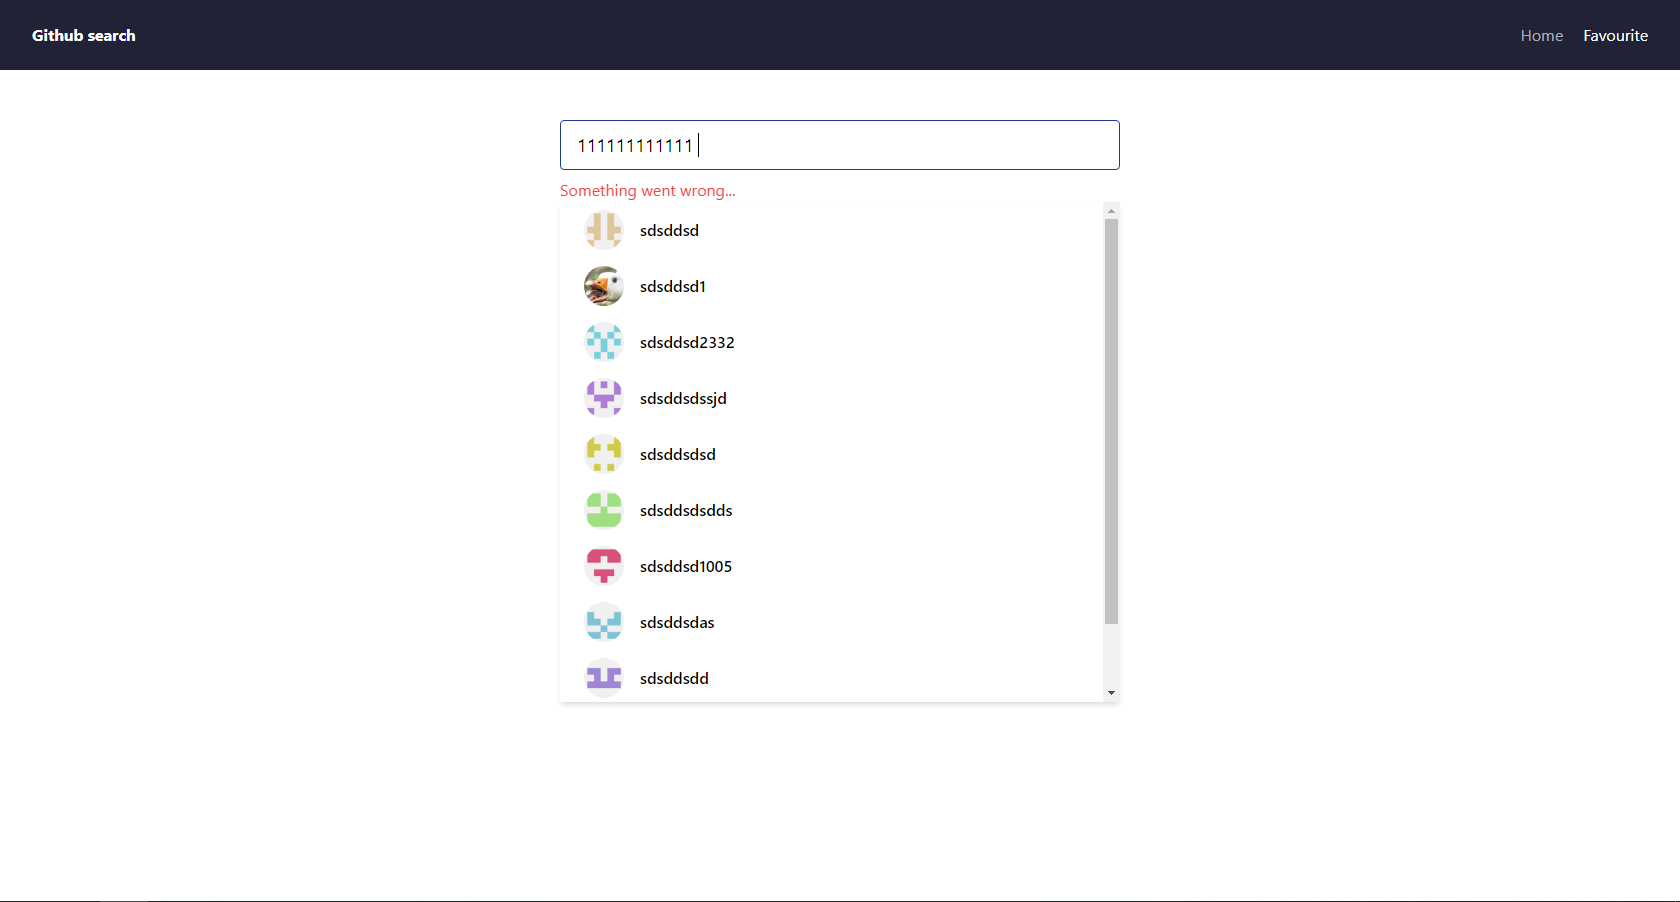 Github search
Home Favourite
111111111111
Something went wrong...
sdsddsd
sdsddsd1
sdsddsd2332
sdsddsdssjd
sdsddsdsd
sdsddsdsdds
sdsddsd1005
sdsddsdas
sdsddsdd